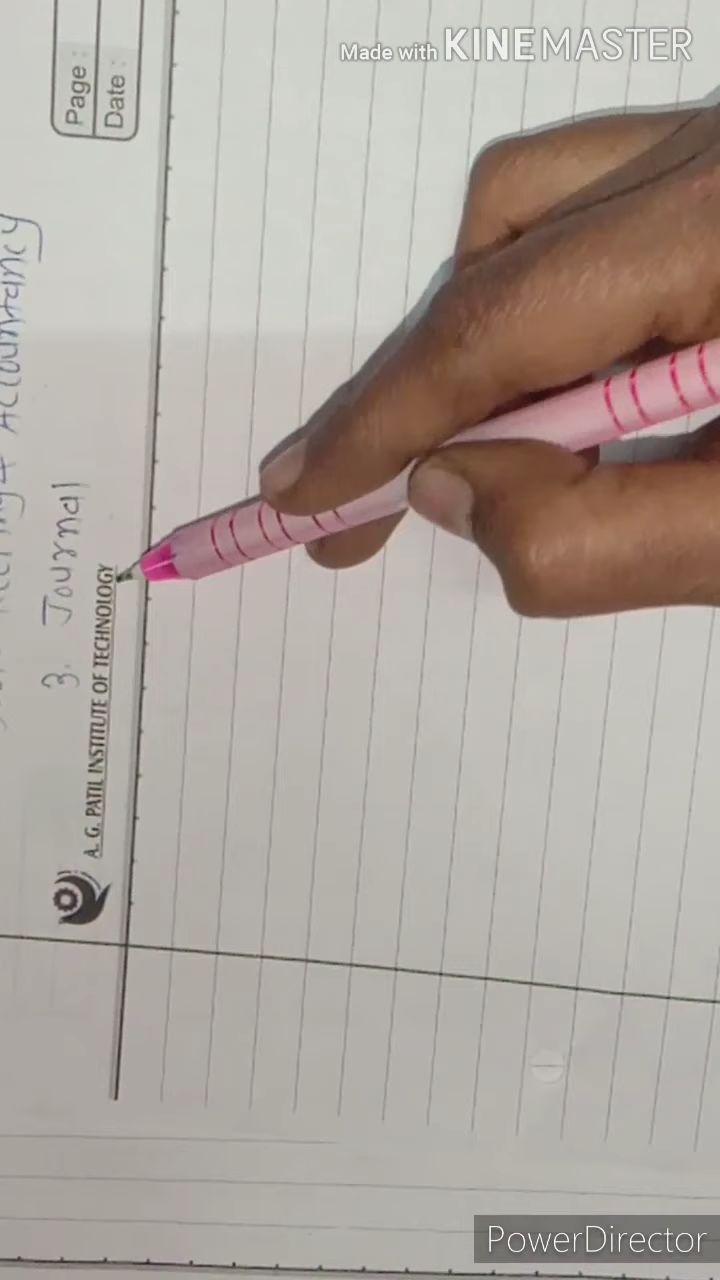 Made with KINEMASTER
Page :
Date :
Accountancy
3. Journal
A. G. PATIL INSTITUTE OF TECHNOLOGY
PowerDirector